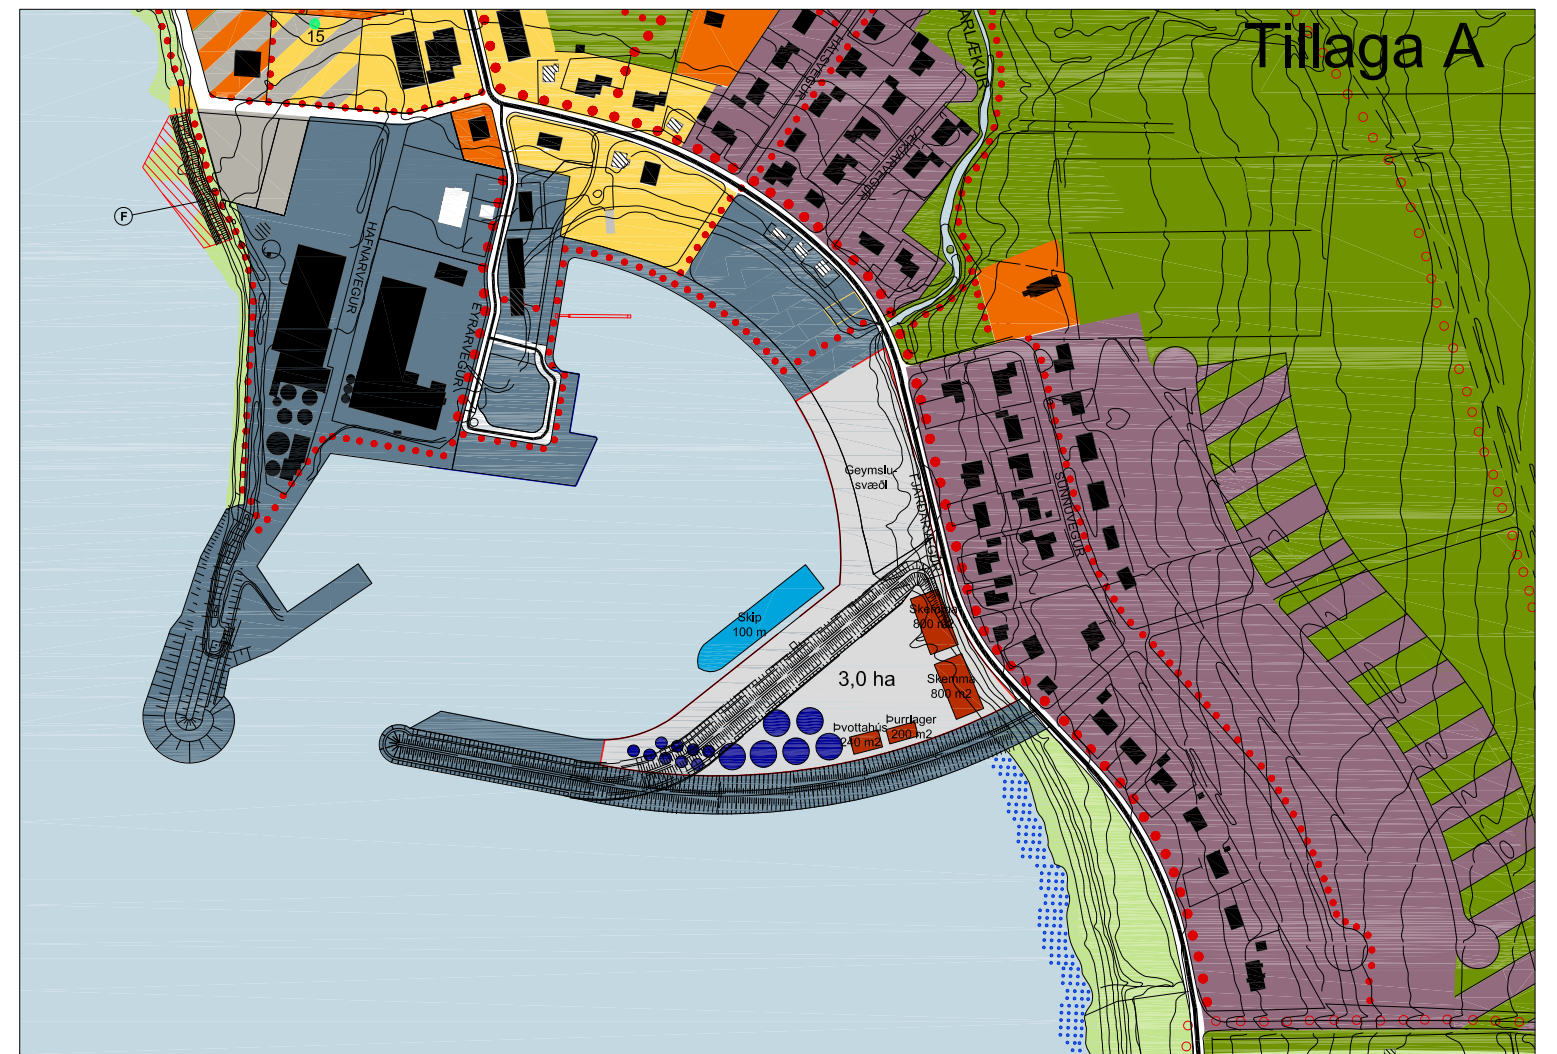 Tillaga A
15
F
HAFNARVEGUR
EYRARVEGUR
HÁLSVEGUR
Geymslu-
svæði
SUNNUVEGUR
Skip
100 m
Skemma
800 m2
3,0 ha
Skemma
800 m2
Þurrlager
200 m2
Þvottahús
240 m2